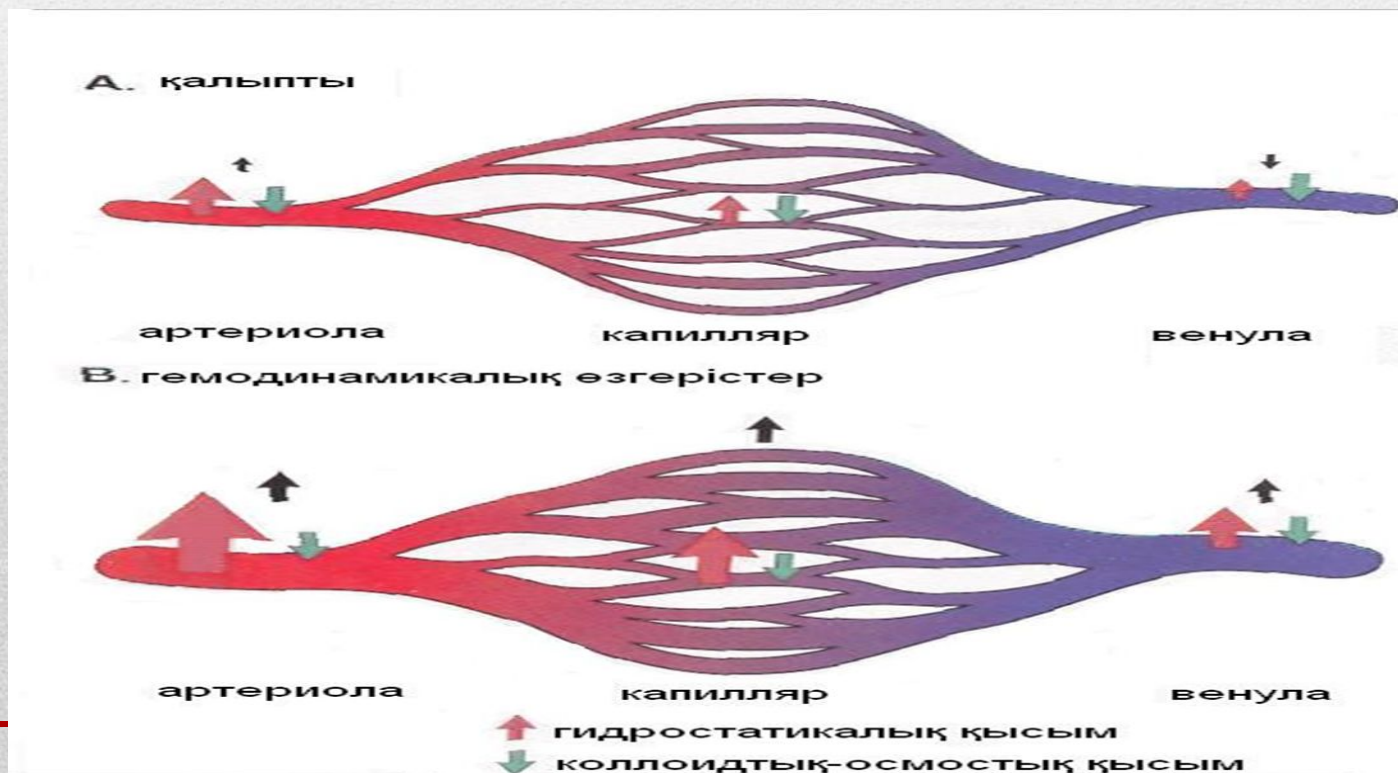 A. қалыпты
артериола капилляр венула
B. гемодинамикалық өзгерістер
артериола капилляр венула
гидростатикалық қысым
коллоидтық-осмостық қысым